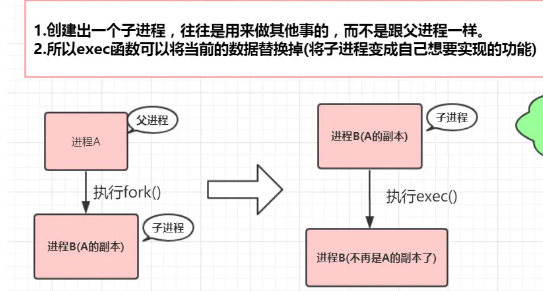 1.创建出一个子进程，往往是用来做其他事的，而不是跟父进程一样。
2.所以exec函数可以将当前的数据替换掉(将子进程变成自己想要实现的功能)
父进程
进程A
执行fork()
子进程
进程B(A的副本)
子进程
进程B(A的副本)
执行exec()
进程B(不再是A的副本了)